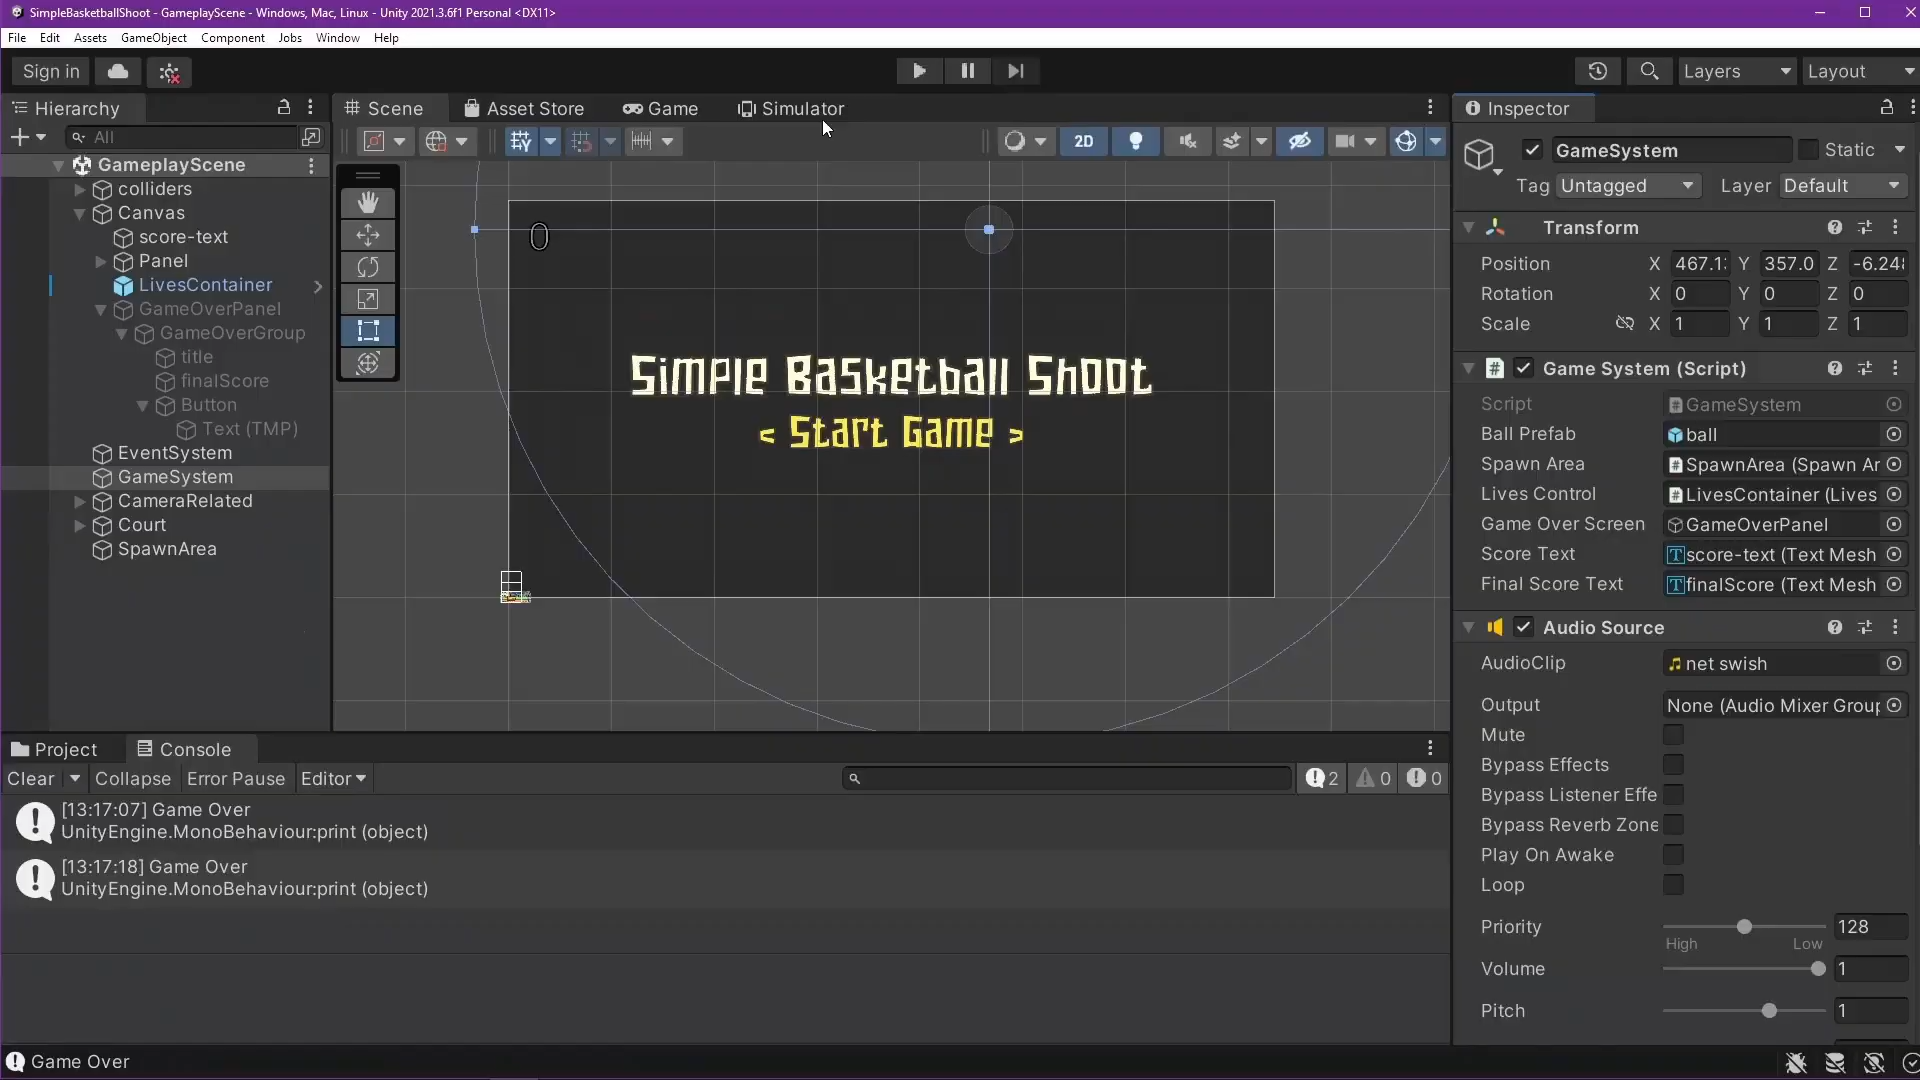 SimpleBasketballShoot - GameplayScene - Windows, Mac, Linux - Unity 2021.3.6f1 Personal <DX11>
File Edit Assets GameObject Component Jobs Window Help
Sign in Layers Layout
Hierarchy Scene Asset Store Game Simulator Inspector
All 2D
GameplayScene
colliders
Canvas
score-text
Panel
LivesContainer
GameOverPanel
GameOverGroup
title
finalScore
Button
Text (TMP)
EventSystem
GameSystem
CameraRelated
Court
SpawnArea
0
Simple Basketball Shoot
< Start Game >
GameSystem Static
Tag Untagged Layer Default
Transform
Position X 467.1 Y 357.0 Z -6.24
Rotation X 0 Y 0 Z 0
Scale X 1 Y 1 Z 1
Game System (Script)
Script GameSystem
Ball Prefab ball
Spawn Area SpawnArea (Spawn Ar
Lives Control LivesContainer (Lives
Game Over Screen GameOverPanel
Score Text score-text (Text Mesh
Final Score Text finalScore (Text Mesh
Audio Source
AudioClip net swish
Output None (Audio Mixer Group
Mute
Bypass Effects
Bypass Listener Effe
Bypass Reverb Zone
Play On Awake
Loop
Priority 128
High Low
Volume 1
Pitch 1
Project Console
Clear Collapse Error Pause Editor 2 0 0
[13:17:07] Game Over
UnityEngine.MonoBehaviour:print (object)
[13:17:18] Game Over
UnityEngine.MonoBehaviour:print (object)
Game Over